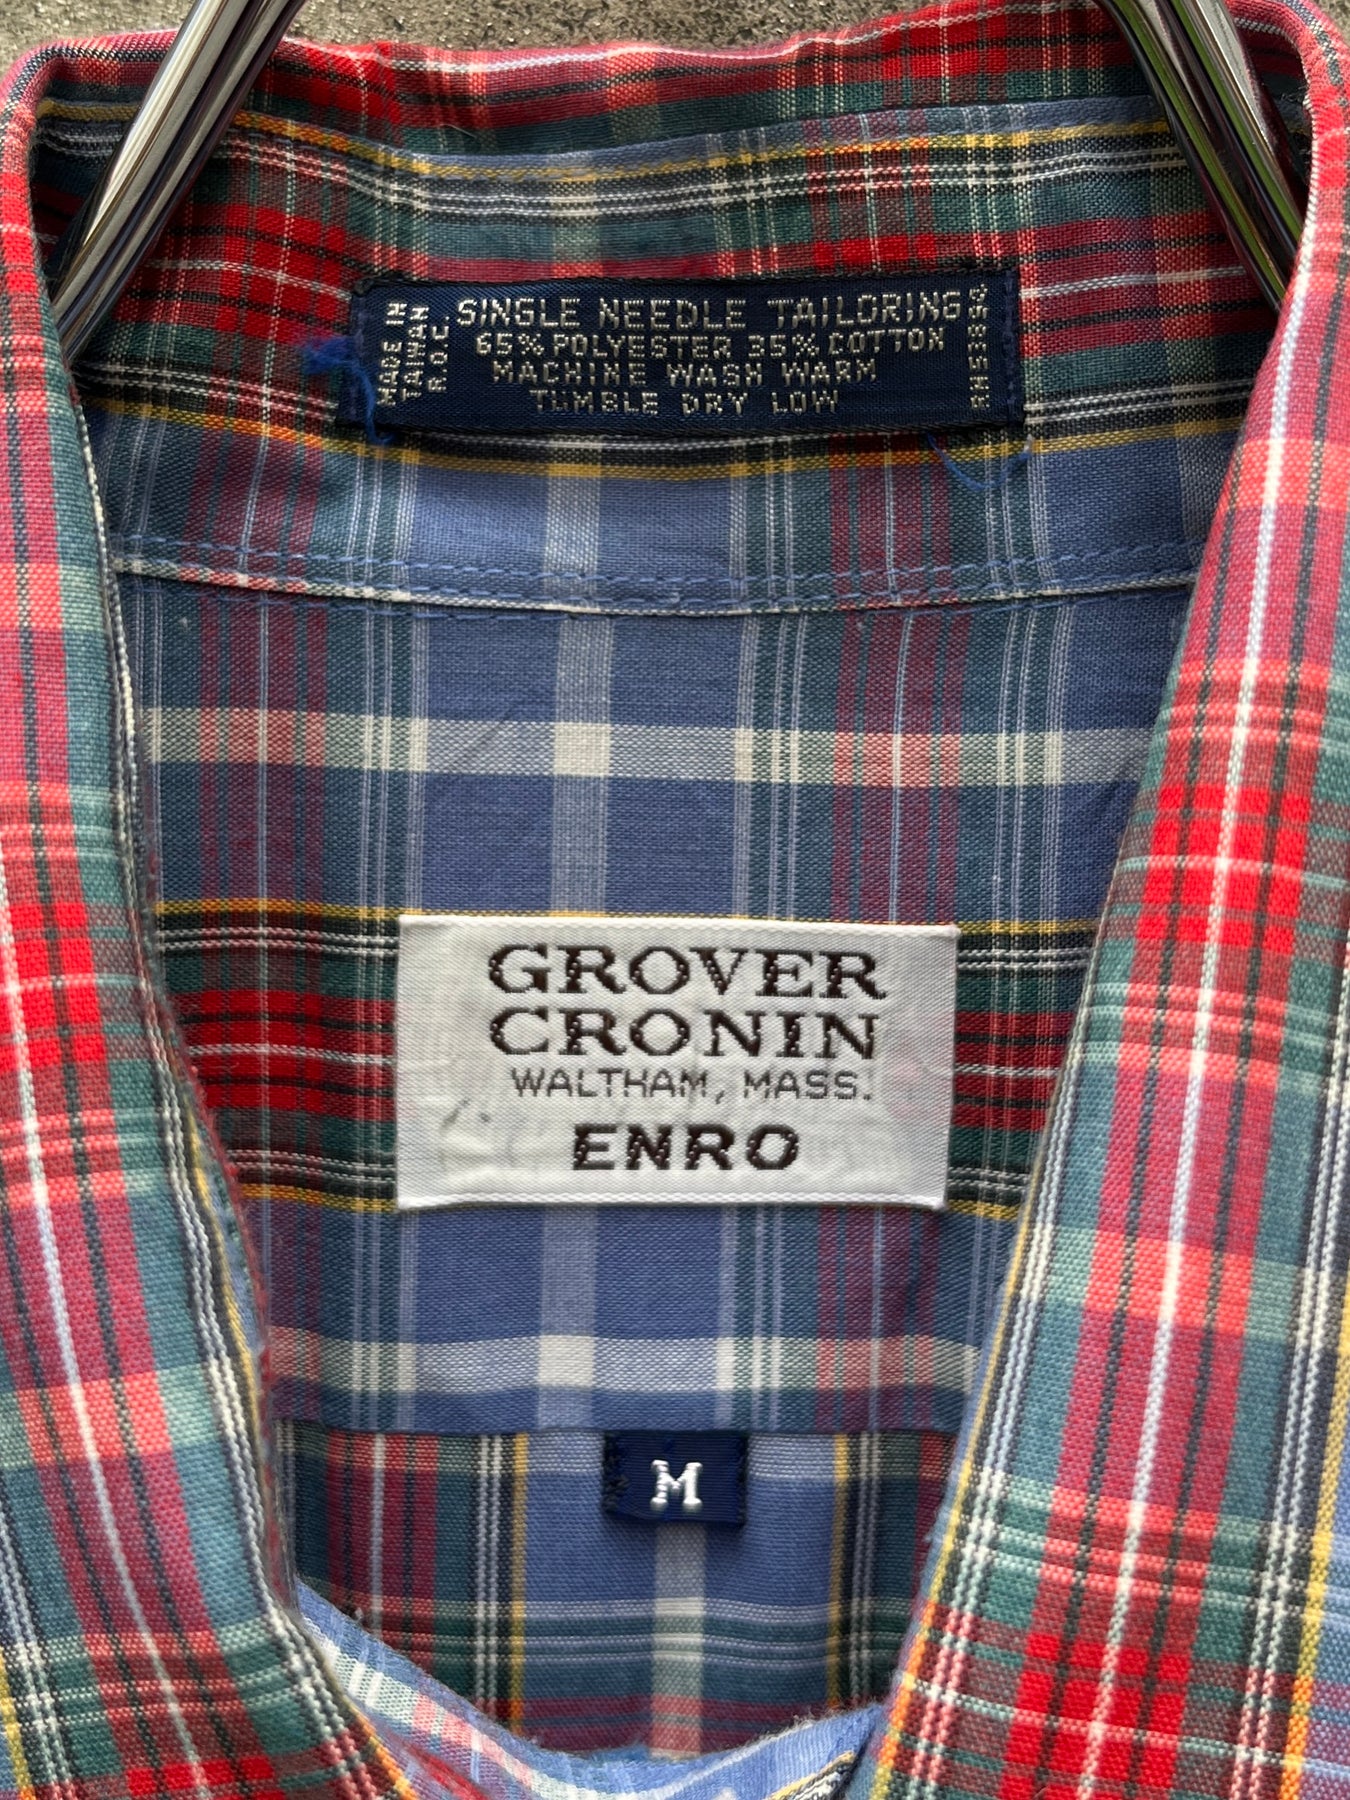 MADE IN
TAIWAN
R.O.C.
SINGLE NEEDLE TAILORING
65% POLYESTER 35% COTTON
MACHINE WASH WARM
TUMBLE DRY LOW
GROVER
CRONIN
WALTHAM, MASS.
ENRO
M